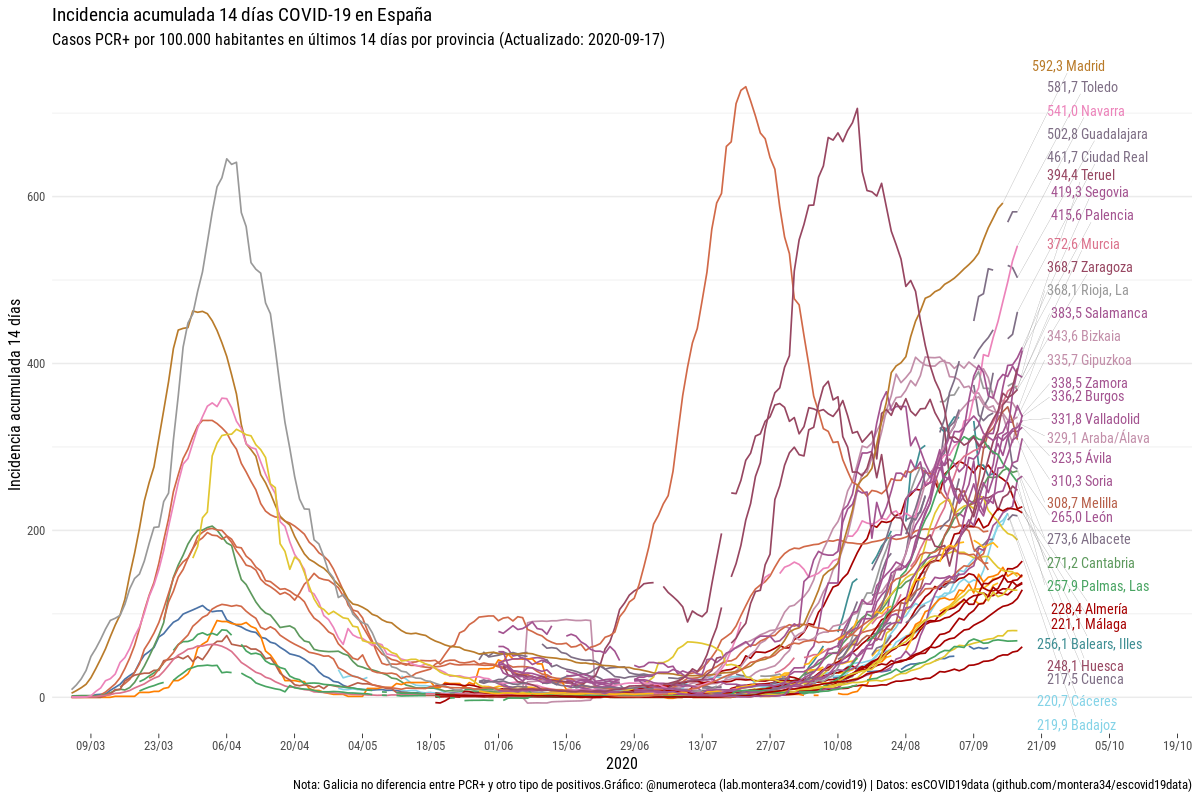 Incidencia acumulada 14 días COVID-19 en España
Casos PCR+ por 100.000 habitantes en últimos 14 días por provincia (Actualizado: 2020-09-17)
Incidencia acumulada 14 días
600
400
200
0
592,3 Madrid
581,7 Toledo
541,0 Navarra
502,8 Guadalajara
461,7 Ciudad Real
394,4 Teruel
419,3 Segovia
415,6 Palencia
372,6 Murcia
368,7 Zaragoza
368,1 Rioja, La
383,5 Salamanca
343,6 Bizkaia
335,7 Gipuzkoa
338,5 Zamora
336,2 Burgos
331,8 Valladolid
329,1 Araba/Álava
323,5 Ávila
310,3 Soria
308,7 Melilla
265,0 León
273,6 Albacete
271,2 Cantabria
257,9 Palmas, Las
228,4 Almería
221,1 Málaga
256,1 Balears, Illes
248,1 Huesca
217,5 Cuenca
220,7 Cáceres
219,9 Badajoz
09/03 23/03 06/04 20/04 04/05 18/05 01/06 15/06 29/06 13/07 27/07 10/08 24/08 07/09 21/09 05/10 19/10
2020
Nota: Galicia no diferencia entre PCR+ y otro tipo de positivos.Gráfico: @numeroteca (lab.montera34.com/covid19) | Datos: esCOVID19data (github.com/montera34/escovid19data)